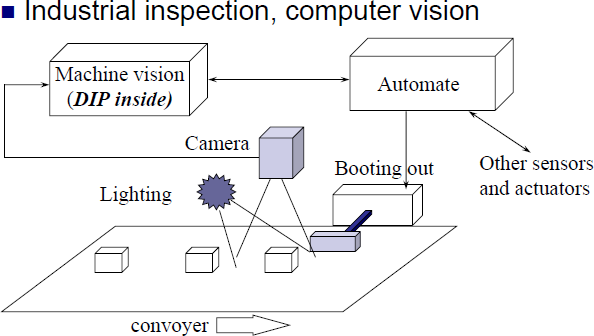 Industrial inspection, computer vision
Machine vision
(DIP inside)
Automate
Camera
Booting out
Other sensors
and actuators
Lighting
convoyer